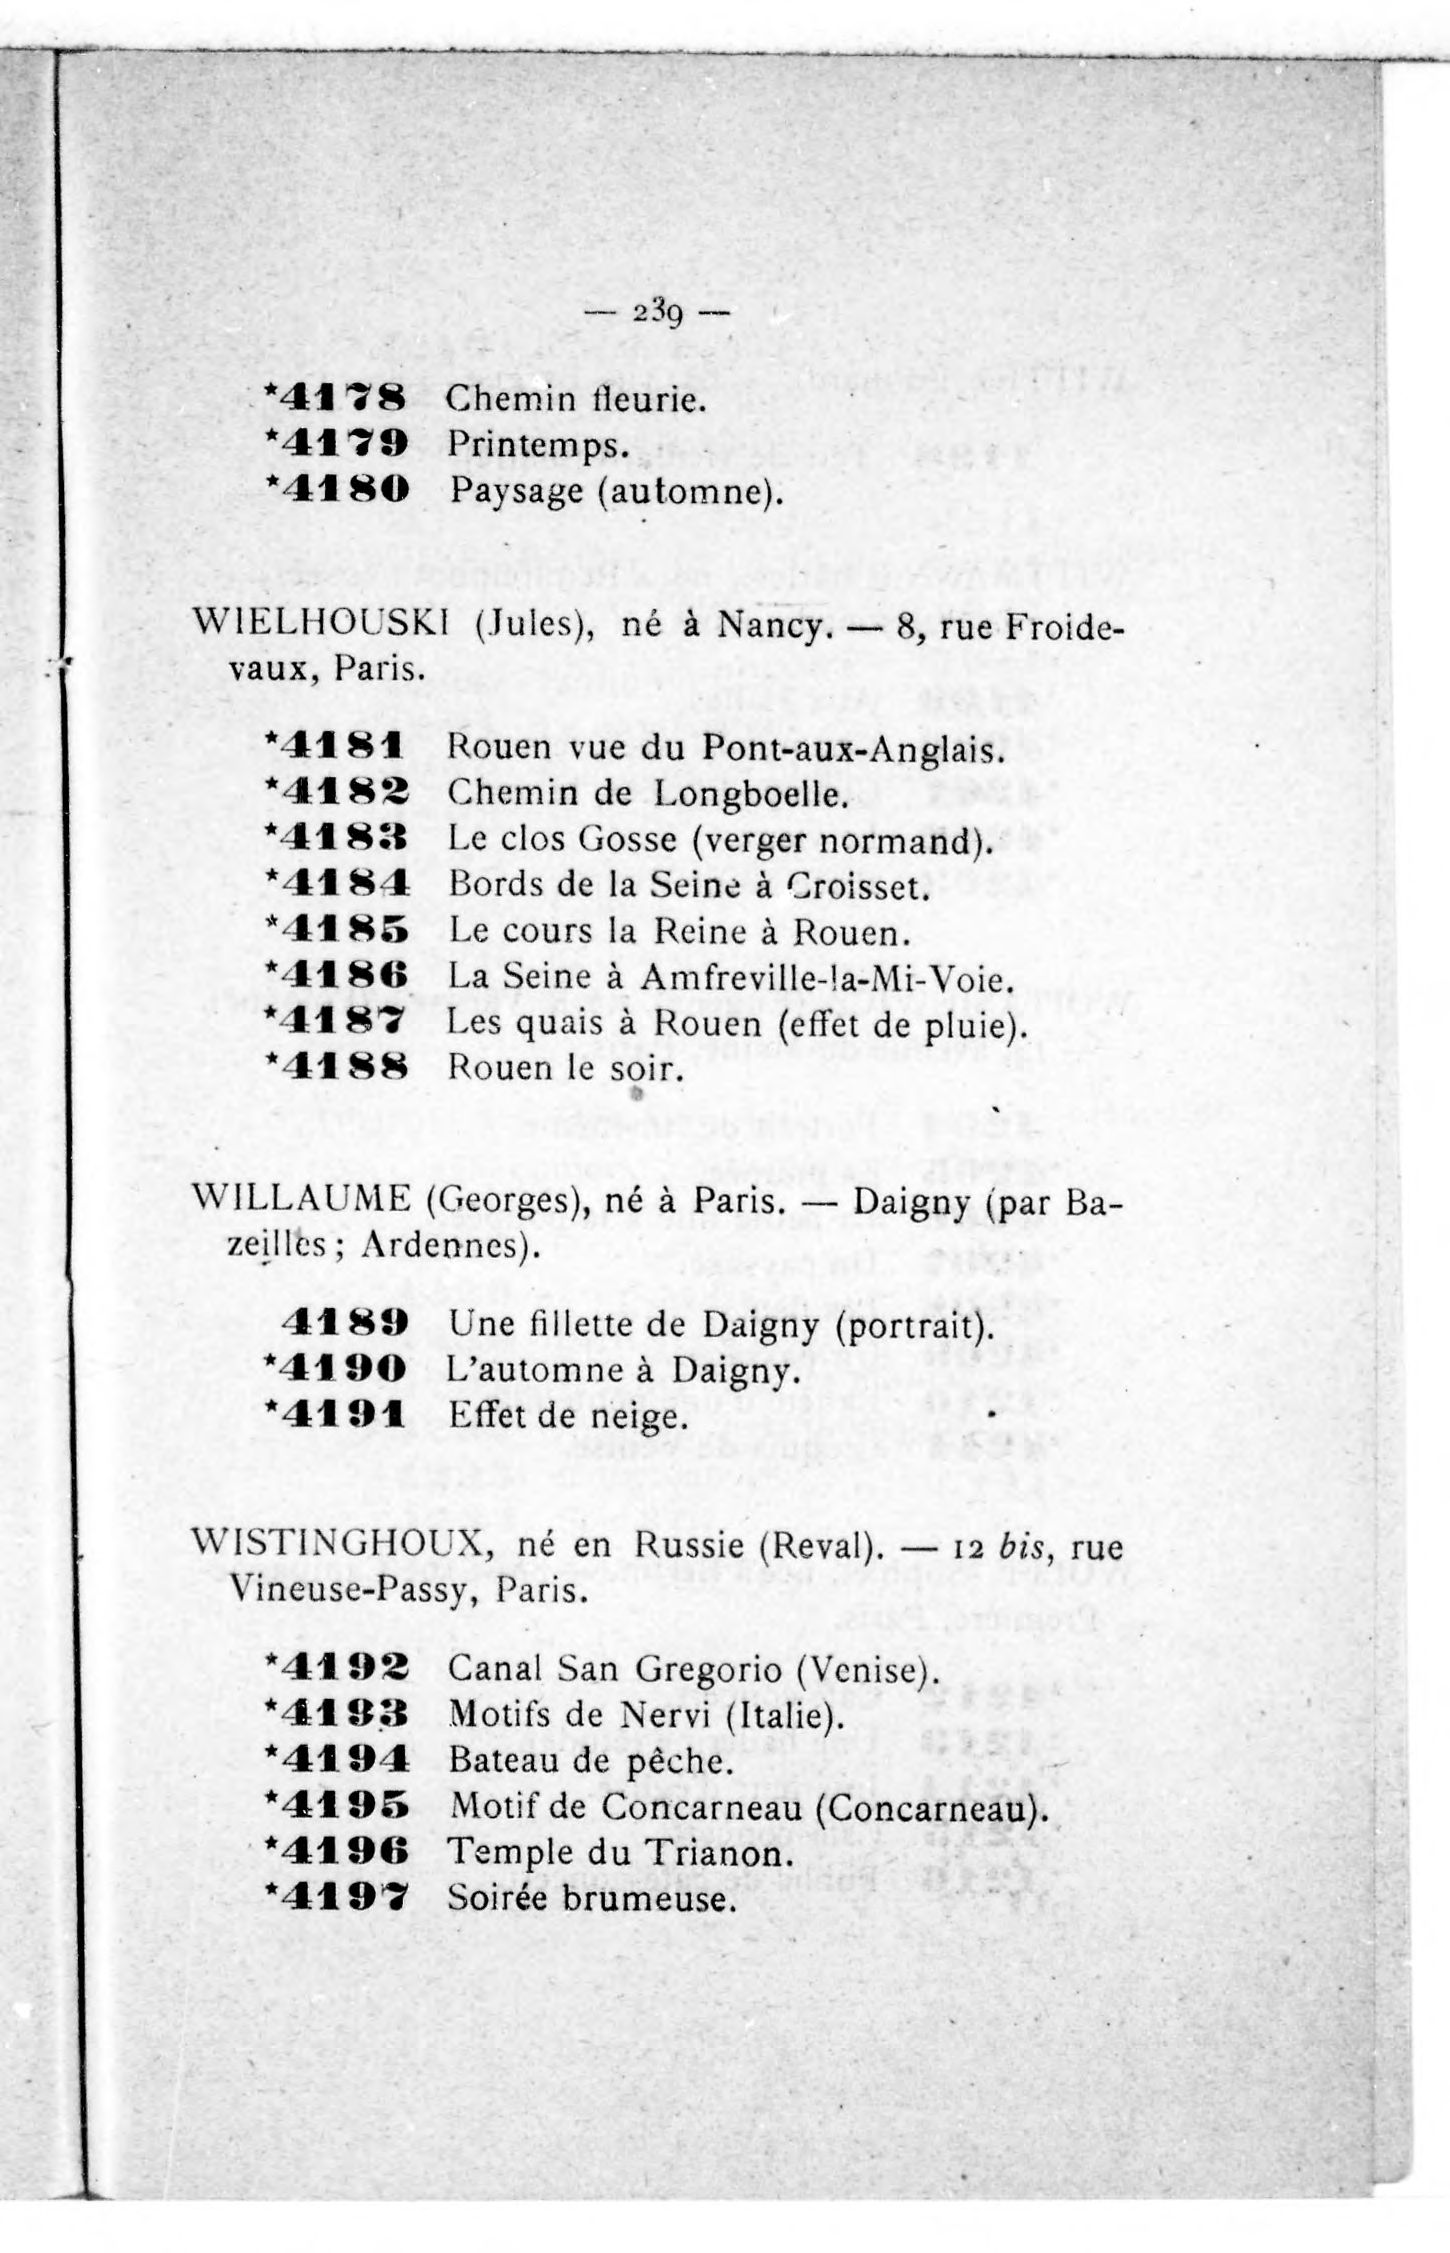 — 239 —
*4178 Chemin fleurie.
*4179 Printemps.
*4180 Paysage (automne).
WIELHOUSKI (Jules), né à Nancy. — 8, rue Froide-
vaux, Paris.
*4181 Rouen vue du Pont-aux-Anglais.
*4182 Chemin de Longboelle.
*4183 Le clos Gosse (verger normand).
*4184 Bords de la Seine à Croisset.
*4185 Le cours la Reine à Rouen.
*4186 La Seine à Amfreville-la-Mi-Voie.
*4187 Les quais à Rouen (effet de pluie).
*4188 Rouen le soir.
WILLAUME (Georges), né à Paris. — Daigny (par Ba-
zeilles ; Ardennes).
4189 Une fillette de Daigny (portrait).
*4190 L'automne à Daigny.
*4191 Effet de neige.
WISTINGHOUX, né en Russie (Reval). — 12 bis, rue
Vineuse-Passy, Paris.
*4192 Canal San Gregorio (Venise).
*4193 Motifs de Nervi (Italie).
*4194 Bateau de pêche.
*4195 Motif de Concarneau (Concarneau).
*4196 Temple du Trianon.
*4197 Soirée brumeuse.